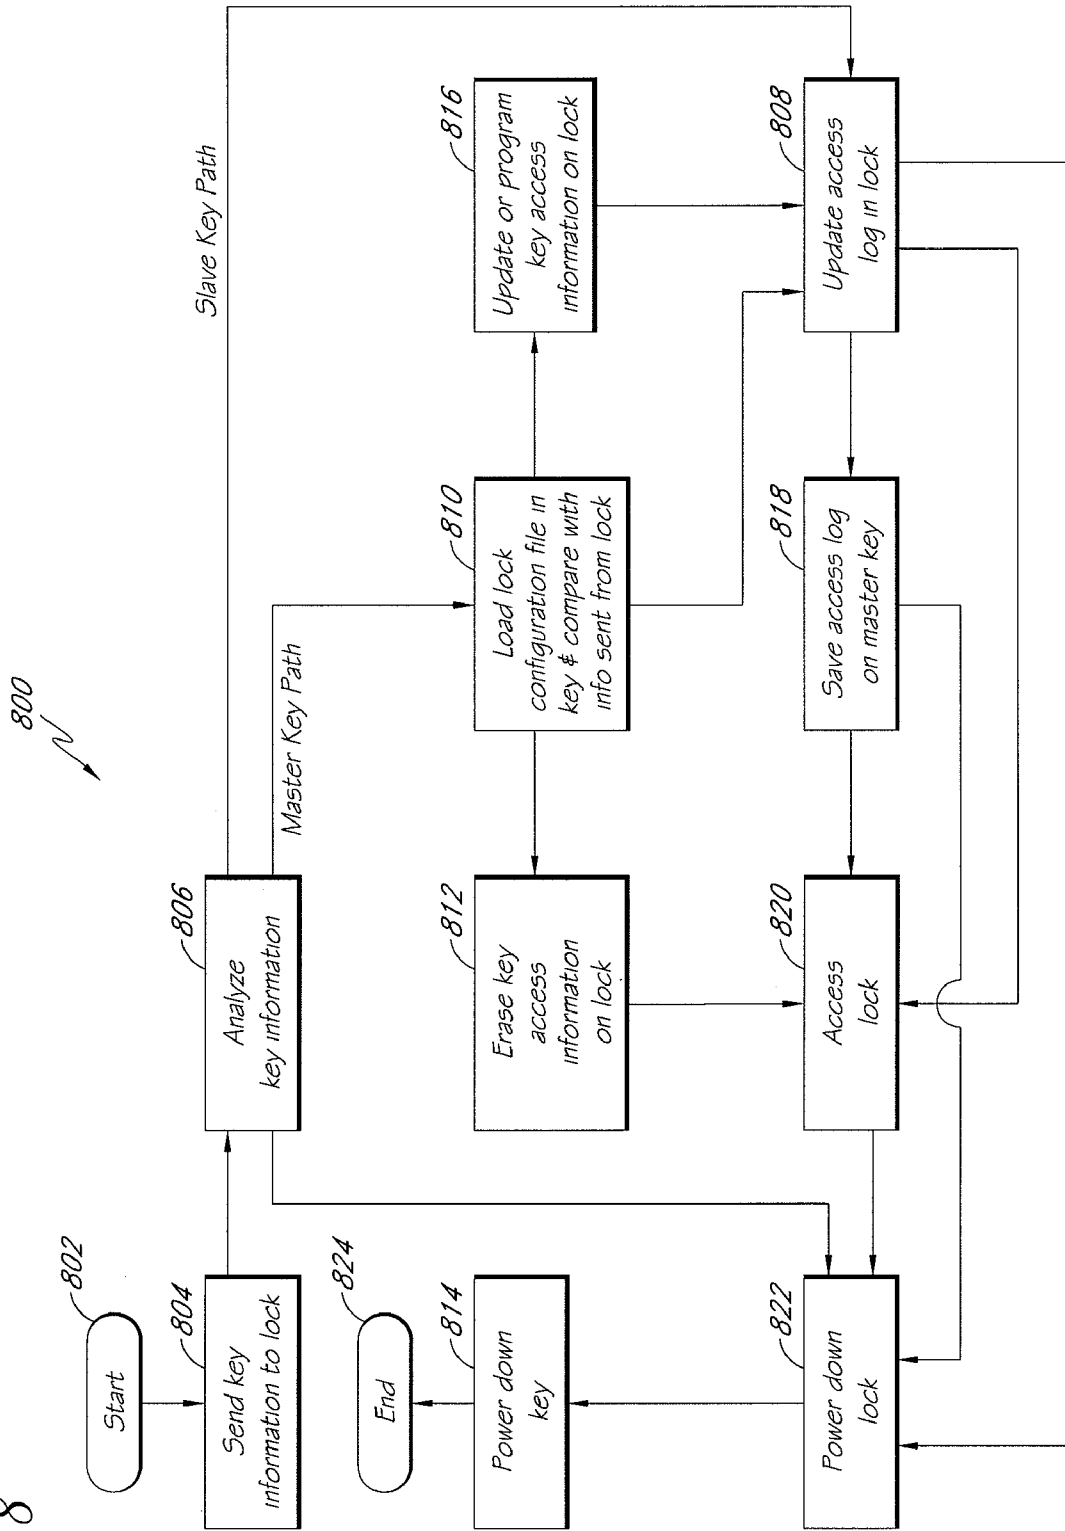 8
800
802
Start
804
Send key
information to lock
806
Analyze
key information
Slave Key Path
Master Key Path
824
End
814
Power down
key
812
Erase key
access
information
on lock
810
Load lock
configuration file in
key & compare with
info sent from lock
816
Update or program
key access
information on lock
822
Power down
lock
820
Access
lock
818
Save access log
on master key
808
Update access
log in lock